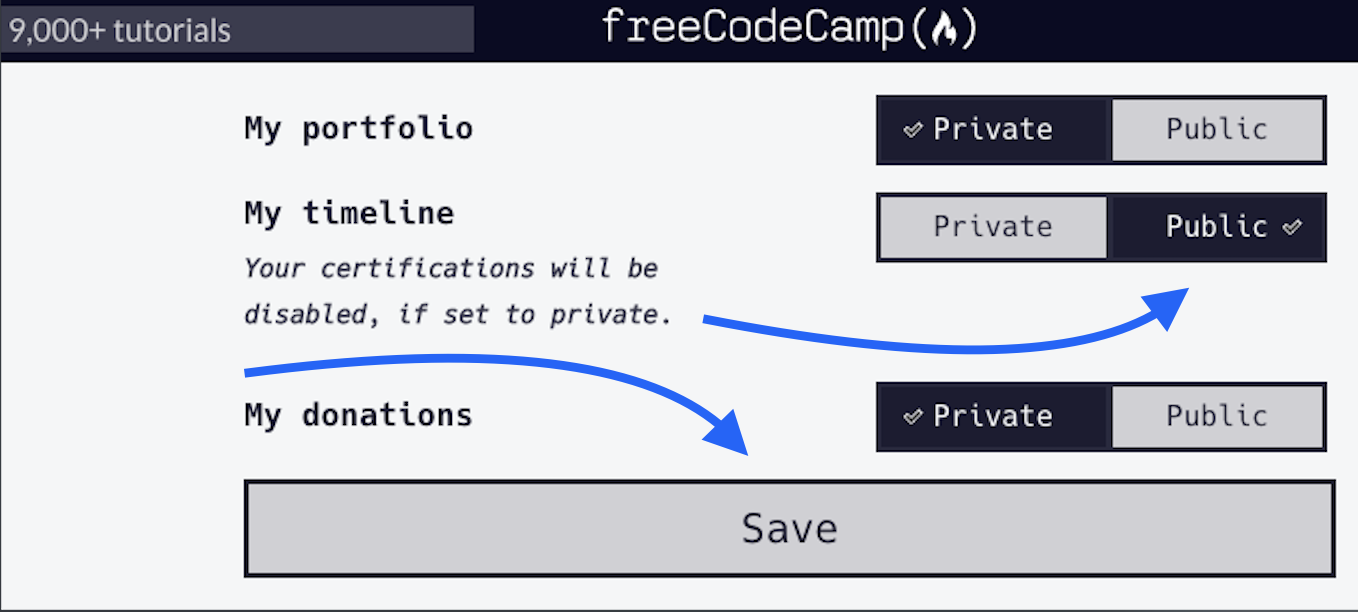 9,000+ tutorials
freeCodeCamp(🔥)
My portfolio
Private Public
My timeline
Private Public
Your certifications will be
disabled, if set to private.
My donations
Private Public
Save